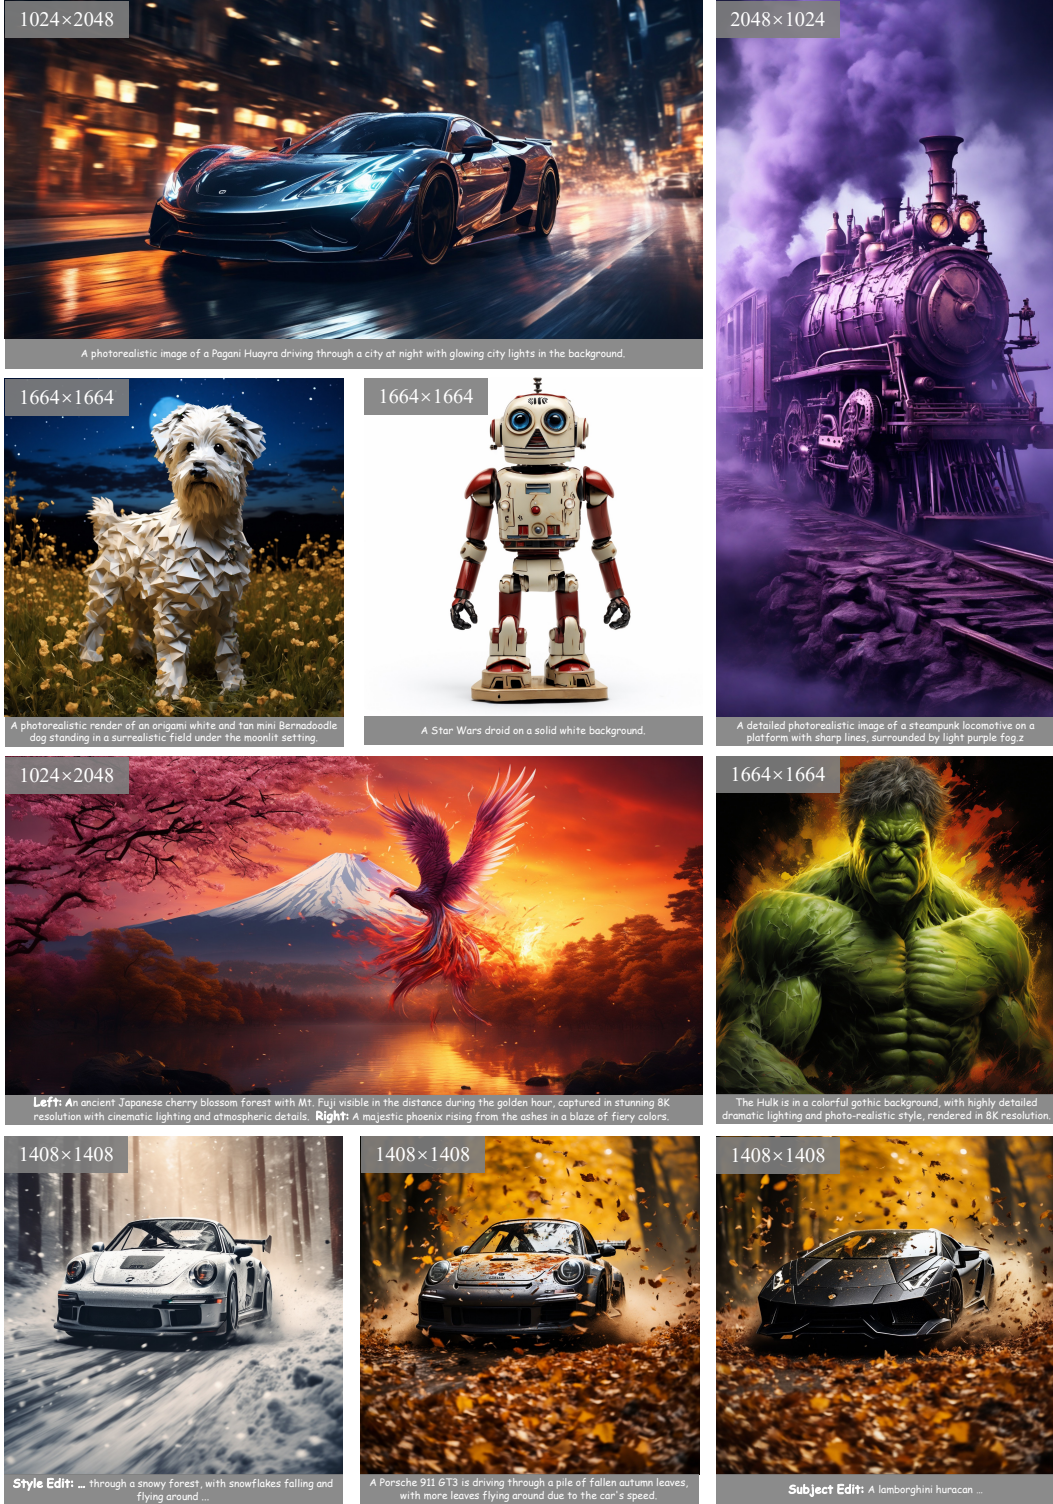 1024×2048
A photorealistic image of a Pagani Huayra driving through a city at night with glowing city lights in the background.
2048×1024
A detailed photorealistic image of a steampunk locomotive on a
platform with sharp lines, surrounded by light purple fog.z
1664×1664
A photorealistic render of an origami white and tan mini Bernadoodle
dog standing in a surrealistic field under the moonlit setting.
1664×1664
A Star Wars droid on a solid white background.
1024×2048
Left: An ancient Japanese cherry blossom forest with Mt. Fuji visible in the distance during the golden hour, captured in stunning 8K
resolution with cinematic lighting and atmospheric details. Right: A majestic phoenix rising from the ashes in a blaze of fiery colors.
1664×1664
The Hulk is in a colorful gothic background, with highly detailed
dramatic lighting and photo-realistic style, rendered in 8K resolution.
1408×1408
Style Edit: … through a snowy forest, with snowflakes falling and
flying around …
1408×1408
A Porsche 911 GT3 is driving through a pile of fallen autumn leaves,
with more leaves flying around due to the car's speed.
1408×1408
Subject Edit: A lamborghini huracan …